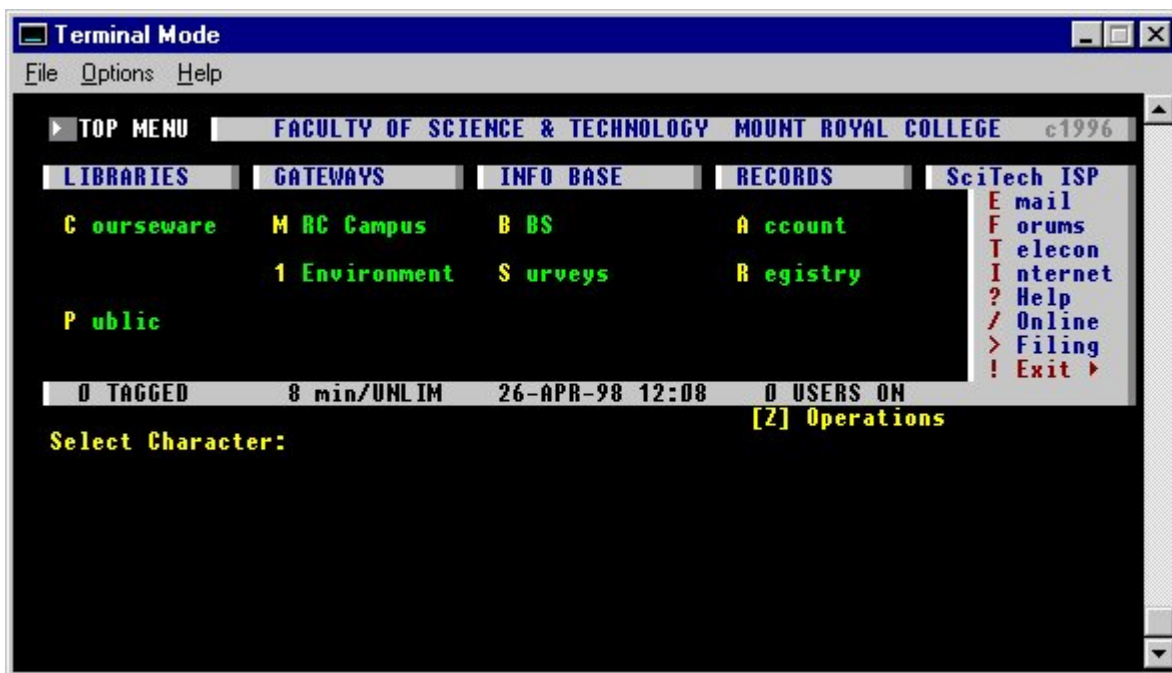 Terminal Mode
File Options Help
TOP MENU FACULTY OF SCIENCE & TECHNOLOGY MOUNT ROYAL COLLEGE c1996
LIBRARIES GATEWAYS INFO BASE RECORDS SciTech ISP
E mail
C ourseware M RC Campus B BS A ccount F orums
T elecon
1 Environment S urveys R egistry I nternet
? Help
P ublic / Online
> Filing
! Exit
0 TAGGED 8 min/UNLIM 26-APR-98 12:08 0 USERS ON
[Z] Operations
Select Character: